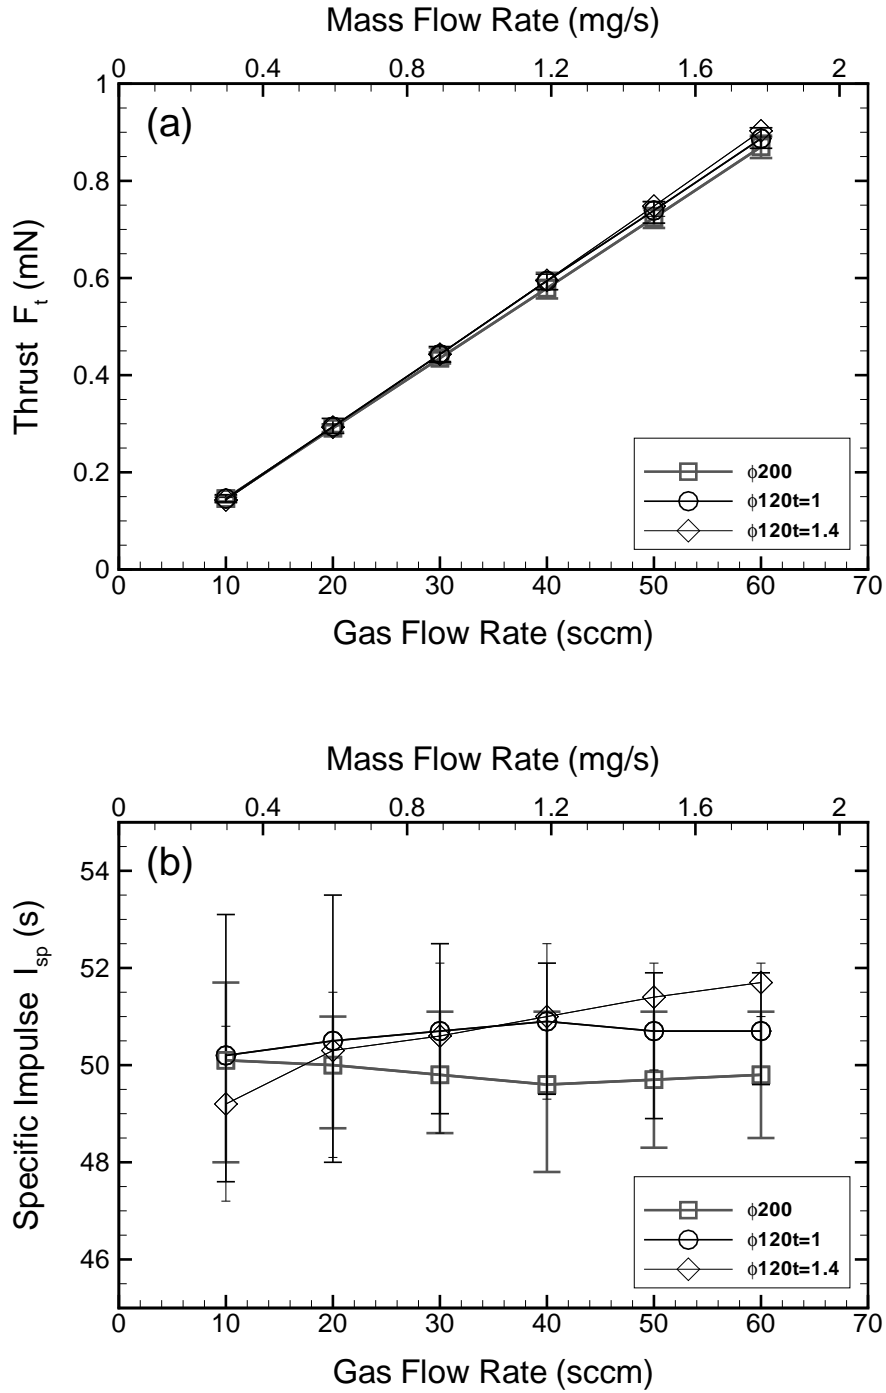 Mass Flow Rate (mg/s)
0 0.4 0.8 1.2 1.6 2
(a)
1
0.8
0.6
0.4
0.2
0
Thrust F_t (mN)
ϕ200
ϕ120t=1
ϕ120t=1.4
0 10 20 30 40 50 60 70
Gas Flow Rate (sccm)
Mass Flow Rate (mg/s)
0 0.4 0.8 1.2 1.6 2
(b)
54
52
50
48
46
Specific Impulse I_sp (s)
ϕ200
ϕ120t=1
ϕ120t=1.4
0 10 20 30 40 50 60 70
Gas Flow Rate (sccm)